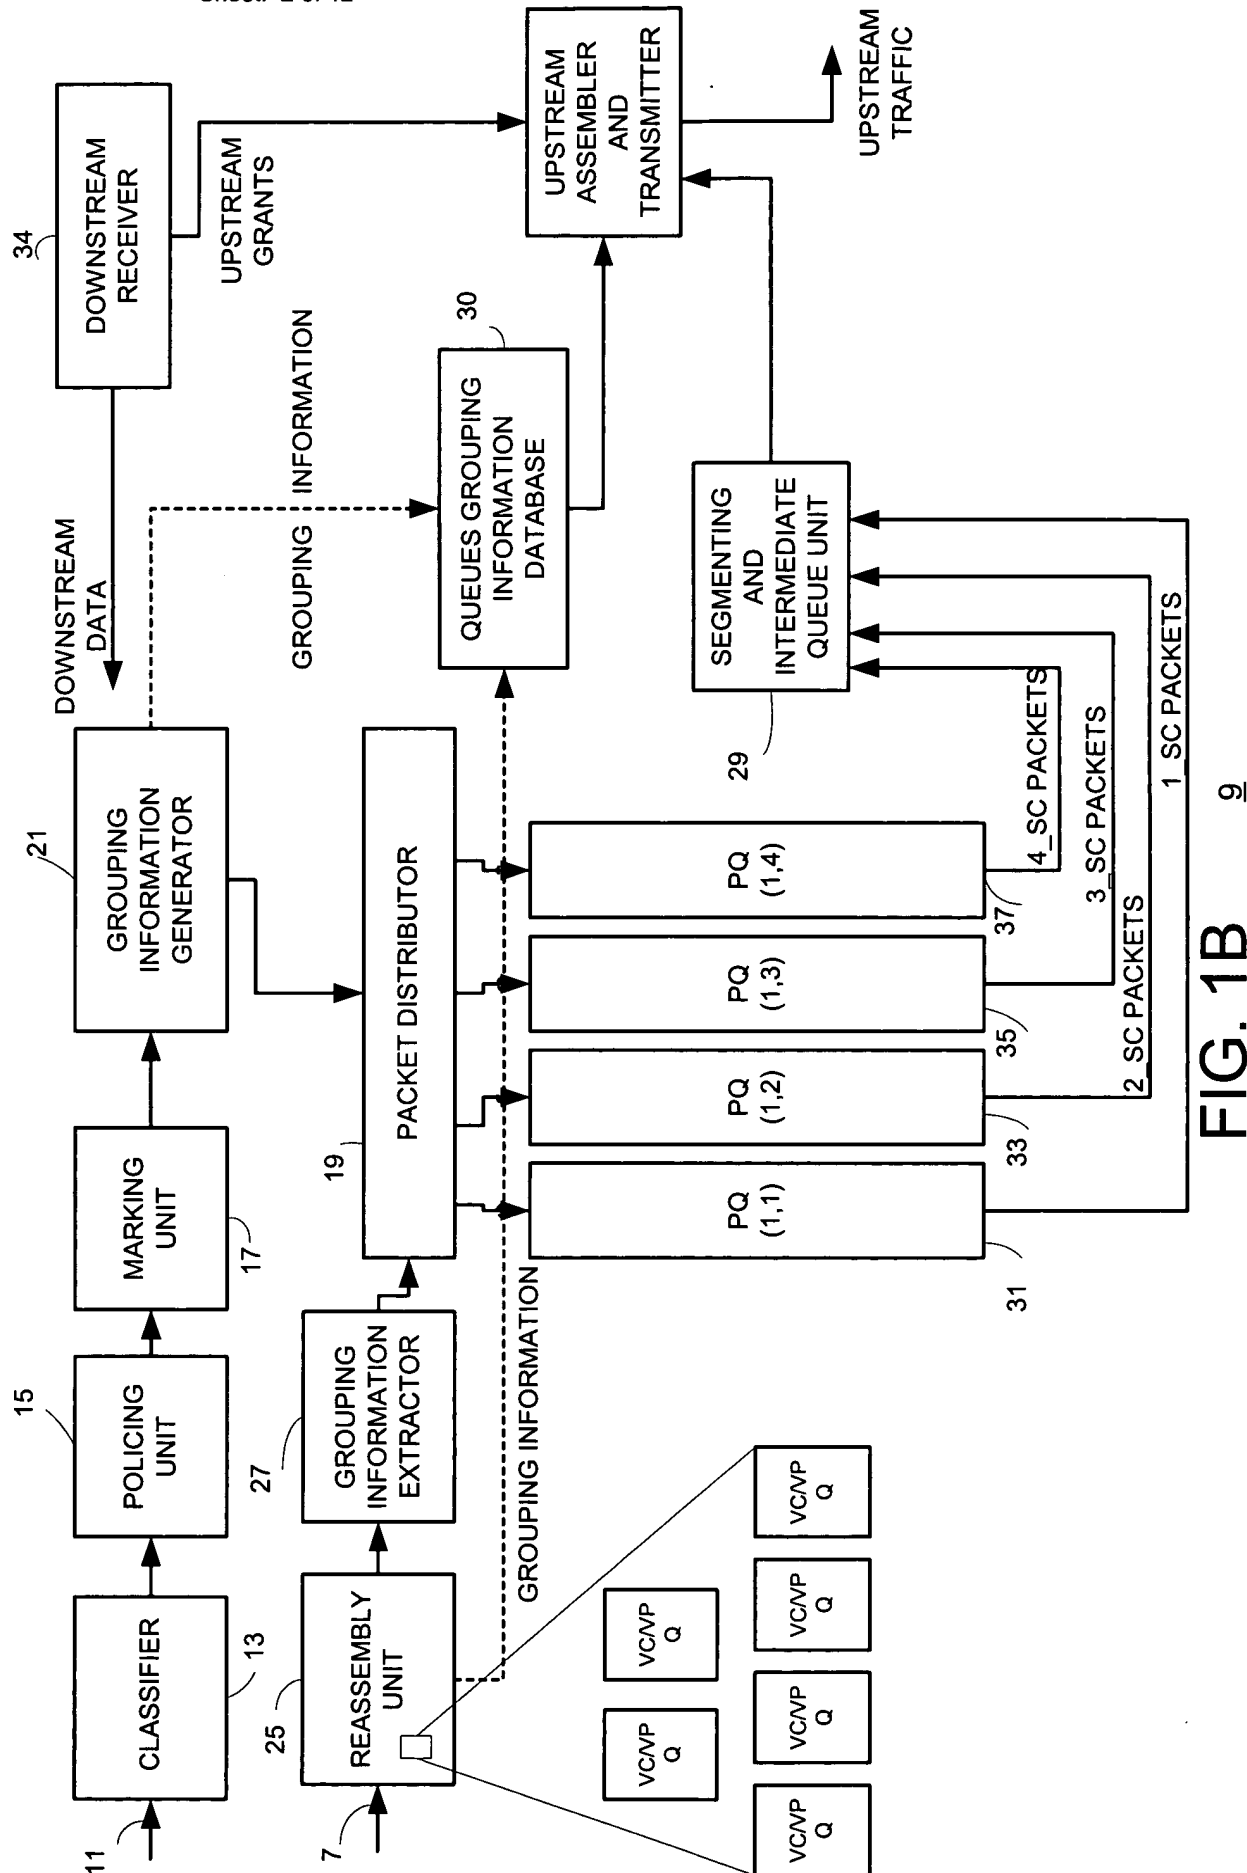 Sheet# 2 of 12
11
CLASSIFIER
13
POLICING
UNIT
15
MARKING
UNIT
17
GROUPING
INFORMATION
GENERATOR
21
DOWNSTREAM
DATA
DOWNSTREAM
RECEIVER
34
UPSTREAM
GRANTS
7
REASSEMBLY
UNIT
25
GROUPING
INFORMATION
EXTRACTOR
27
PACKET DISTRIBUTOR
19
GROUPING INFORMATION
QUEUES GROUPING
INFORMATION
DATABASE
30
UPSTREAM
ASSEMBLER
AND
TRANSMITTER
UPSTREAM
TRAFFIC
GROUPING INFORMATION
PQ
(1,1)
31
PQ
(1,2)
33
PQ
(1,3)
35
PQ
(1,4)
37
SEGMENTING
AND
INTERMEDIATE
QUEUE UNIT
29
4_SC PACKETS
3_SC PACKETS
2_SC PACKETS
1_SC PACKETS
VC/VP
Q
VC/VP
Q
VC/VP
Q
VC/VP
Q
VC/VP
Q
VC/VP
Q
FIG. 1B
9